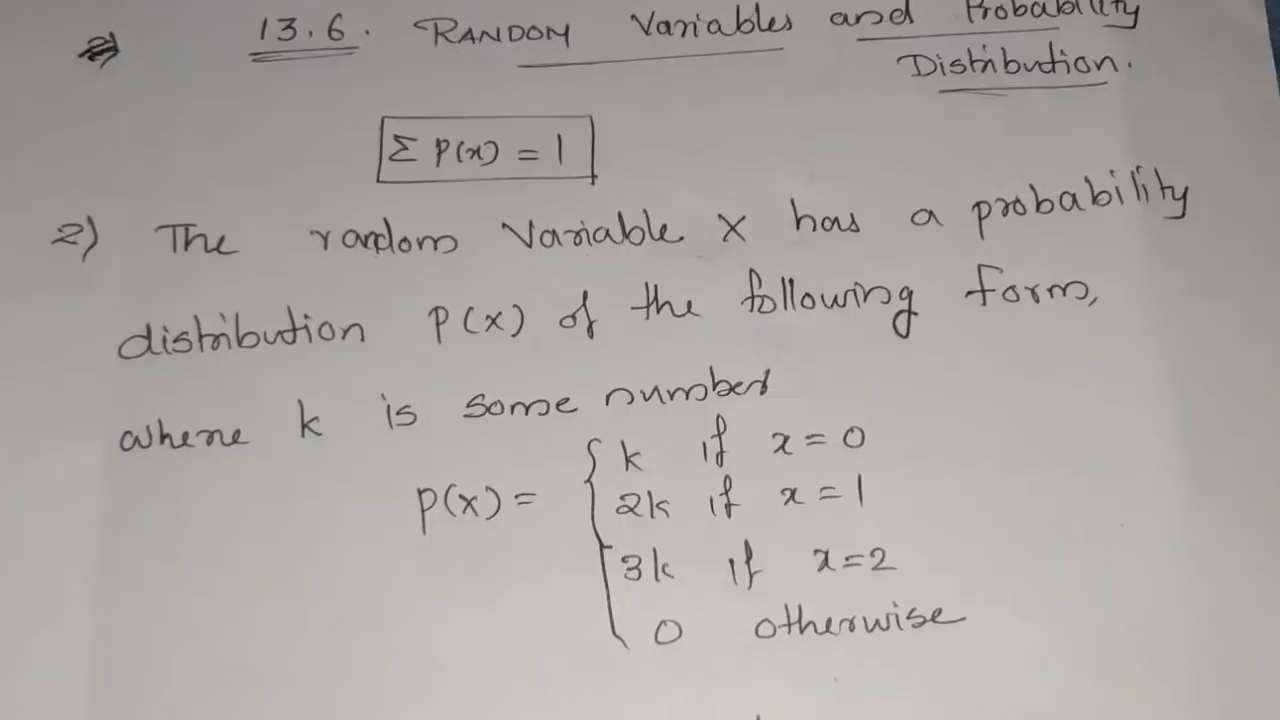 13.6. RANDOM Variables and Probability
Distribution.
Σ P(x) = 1
2) The random Variable X has a probability
distribution P(X) of the following form,
where k is some number
P(X) = { k if x = 0
2k if x = 1
3k if x = 2
0 otherwise